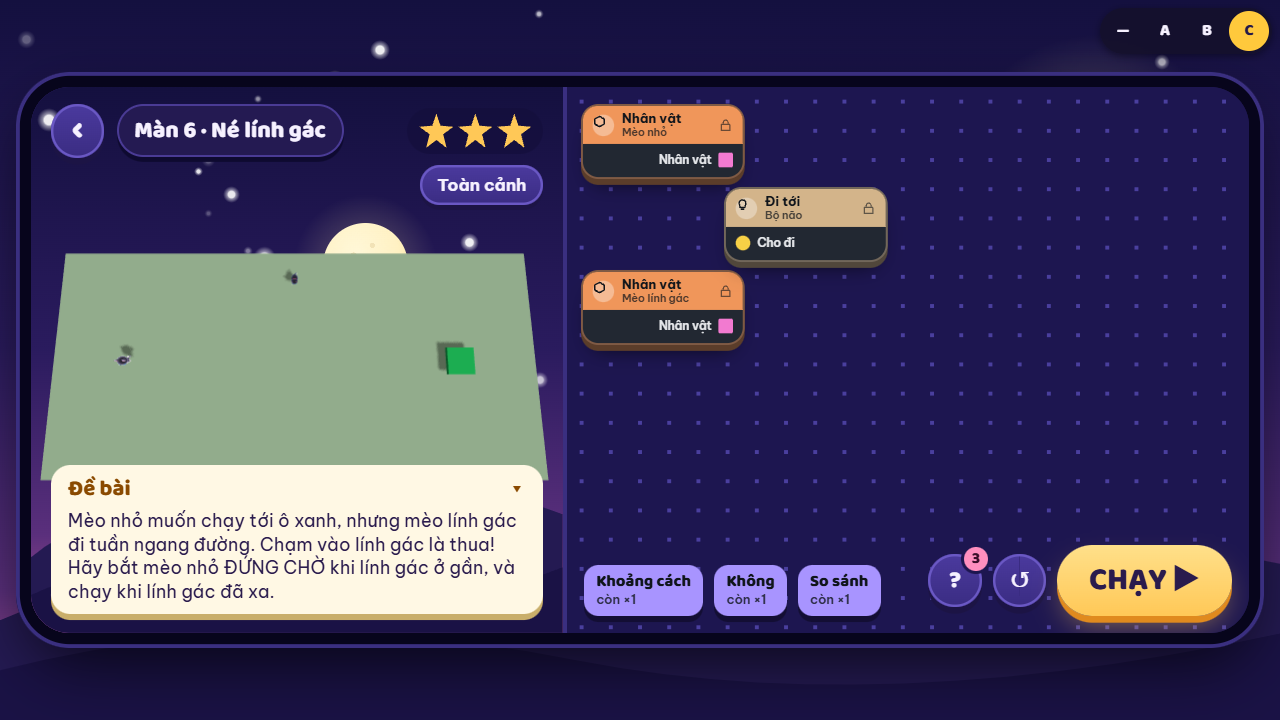 — A B C
Màn 6 • Né lính gác
Toàn cảnh
Đề bài
Mèo nhỏ muốn chạy tới ô xanh, nhưng mèo lính gác
đi tuần ngang đường. Chạm vào lính gác là thua!
Hãy bắt mèo nhỏ ĐỨNG CHỜ khi lính gác ở gần, và
chạy khi lính gác đã xa.
Nhân vật
Mèo nhỏ
Nhân vật
Đi tới
Bộ não
Cho đi
Nhân vật
Mèo lính gác
Nhân vật
Khoảng cách
còn ×1
Không
còn ×1
So sánh
còn ×1
?
3
CHẠY